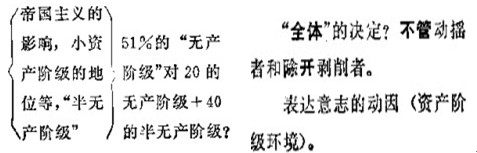 帝国主义的
影响，小资
产阶级的地
位等，“半无
产阶级”
51%的“无产
阶级”对20的
无产阶级+40
的半无产阶级？
“全体”的决定？不管动摇
者和除开剥削者。
表达意志的动因（资产阶
级环境）。